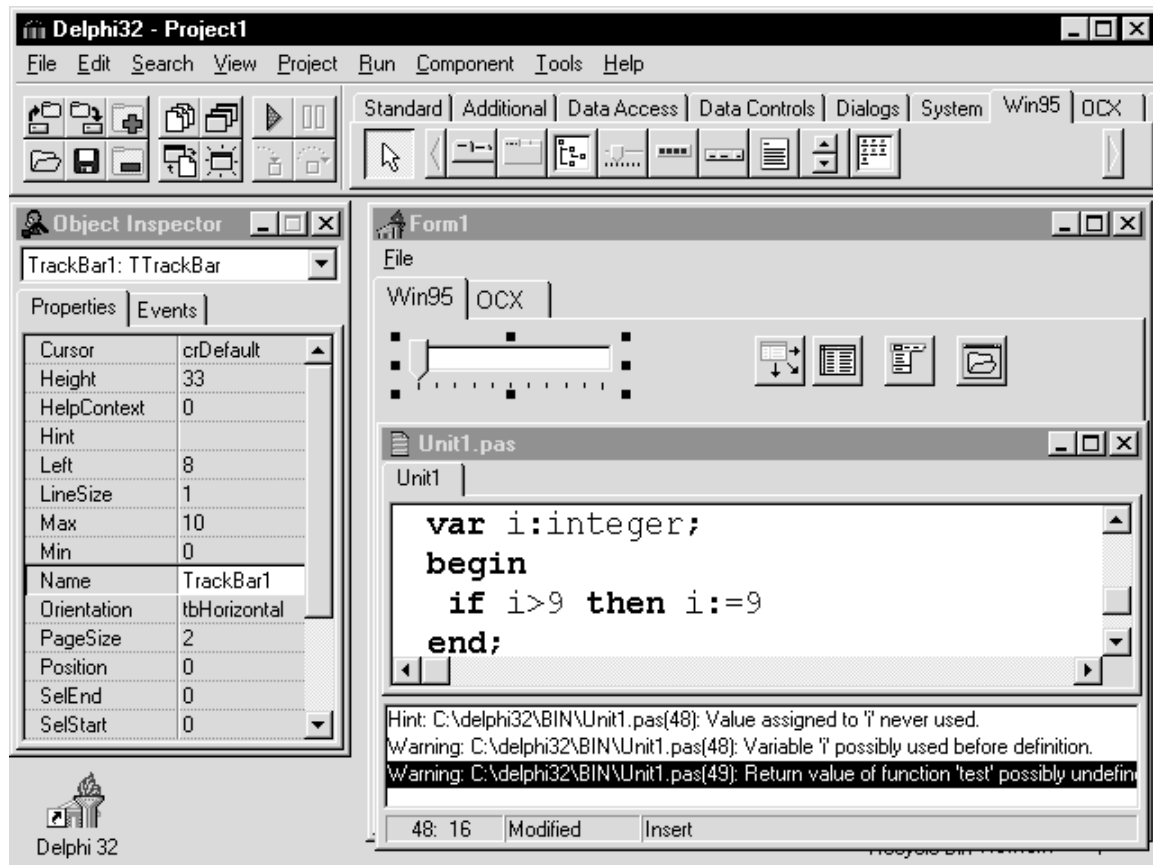 Delphi32 - Project1
File Edit Search View Project Run Component Tools Help
Standard Additional Data Access Data Controls Dialogs System Win95 OCX
Object Inspector
TrackBar1: TTrackBar
Properties Events
Cursor crDefault
Height 33
HelpContext 0
Hint
Left 8
LineSize 1
Max 10
Min 0
Name TrackBar1
Orientation tbHorizontal
PageSize 2
Position 0
SelEnd 0
SelStart 0
Form1
File
Win95 OCX
Unit1.pas
Unit1
var i:integer;
begin
if i>9 then i:=9
end;
Hint: C:\delphi32\BIN\Unit1.pas(48): Value assigned to 'i' never used.
Warning: C:\delphi32\BIN\Unit1.pas(48): Variable 'i' possibly used before definition.
Warning: C:\delphi32\BIN\Unit1.pas(49): Return value of function 'test' possibly undefin
48: 16 Modified Insert
Delphi 32